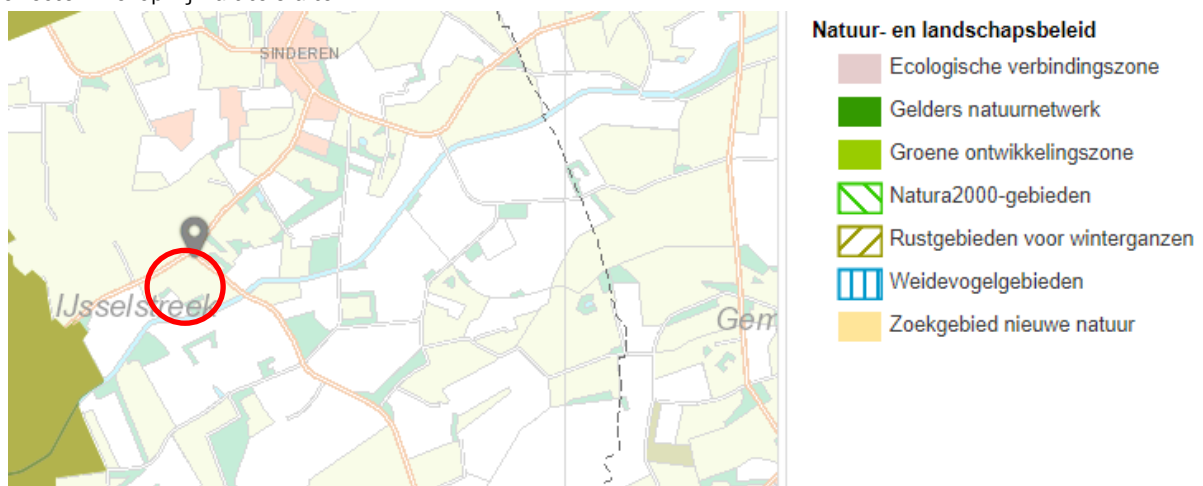 SINDEREN
IJsselstreek
Gem
Natuur- en landschapsbeleid
Ecologische verbindingszone
Gelders natuurnetwerk
Groene ontwikkelingszone
Natura2000-gebieden
Rustgebieden voor winterganzen
Weidevogelgebieden
Zoekgebied nieuwe natuur